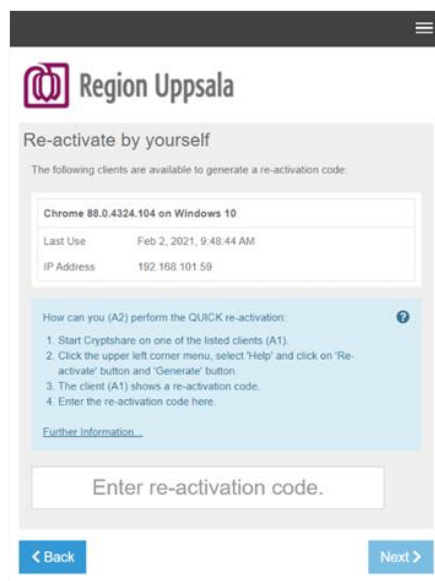 Region Uppsala
Re-activate by yourself
The following clients are available to generate a re-activation code:
Chrome 88.0.4324.104 on Windows 10
Last Use Feb 2, 2021, 9:48:44 AM
IP Address 192.168.101.59
How can you (A2) perform the QUICK re-activation: ?
1. Start Cryptshare on one of the listed clients (A1).
2. Click the upper left corner menu, select 'Help' and click on 'Re-
activate' button and 'Generate' button.
3. The client (A1) shows a re-activation code.
4. Enter the re-activation code here.
Further Information...
Enter re-activation code.
< Back Next >